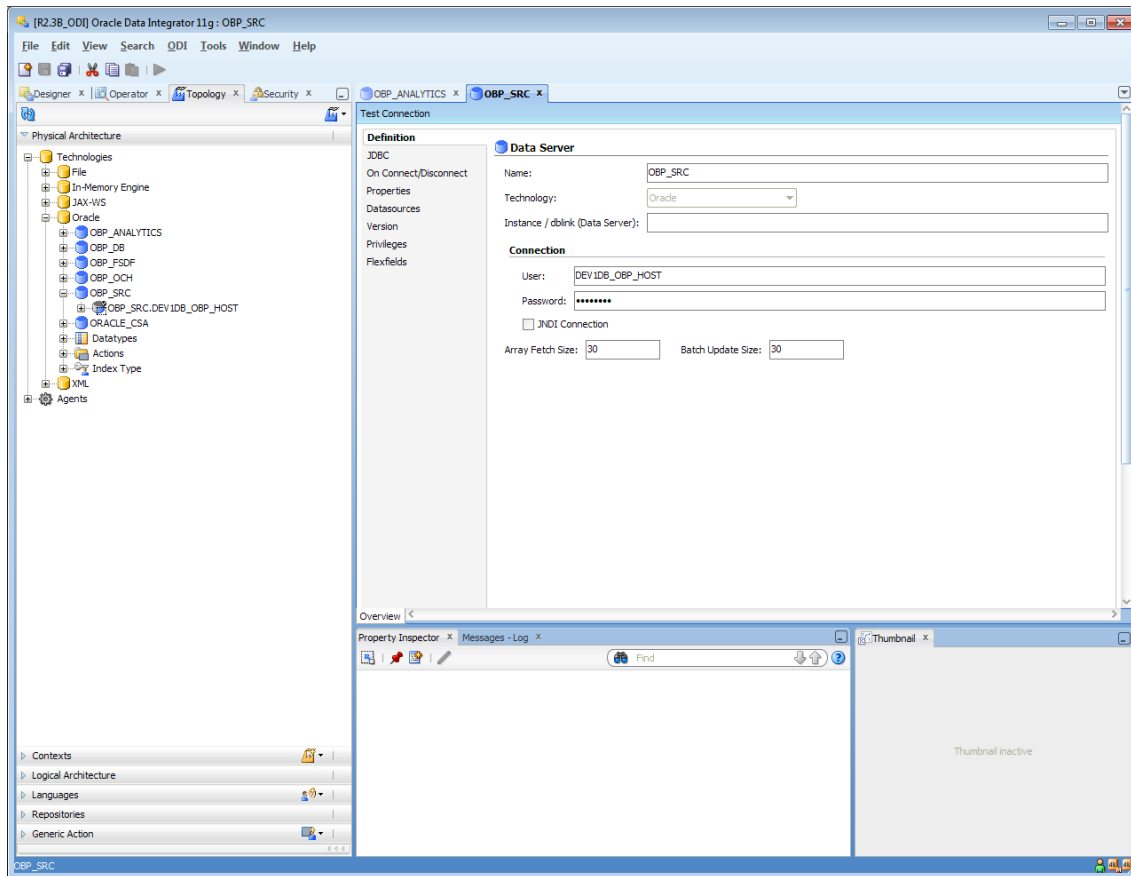 [R2.3B_ODI] Oracle Data Integrator 11g : OBP_SRC
File Edit View Search ODI Tools Window Help
Designer x Operator x Topology x Security x
OBP_ANALYTICS x OBP_SRC x
Test Connection
Physical Architecture
Technologies
File
In-Memory Engine
JAX-WS
Oracle
OBP_ANALYTICS
OBP_DB
OBP_FSDF
OBP_OCH
OBP_SRC
OBP_SRC.DEV1DB_OBP_HOST
ORACLE_CSA
Datatypes
Actions
Index Type
XML
Agents
Definition
JDBC
On Connect/Disconnect
Properties
Datasources
Version
Privileges
Flexfields
Data Server
Name: OBP_SRC
Technology: Oracle
Instance / dblink (Data Server):
Connection
User: DEV1DB_OBP_HOST
Password: ••••••••
JNDI Connection
Array Fetch Size: 30 Batch Update Size: 30
Overview
Property Inspector x Messages - Log x
Find
Thumbnail x
Thumbnail inactive
Contexts
Logical Architecture
Languages
Repositories
Generic Action
OBP_SRC